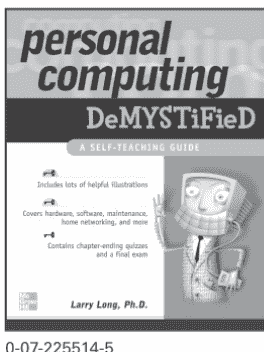 personal
computing
DeMYSTiFieD
A SELF-TEACHING GUIDE
Includes lots of helpful illustrations
Covers hardware, software, maintenance,
home networking, and more
Contains chapter-ending quizzes
and a final exam
Larry Long, Ph.D.
0-07-225514-5